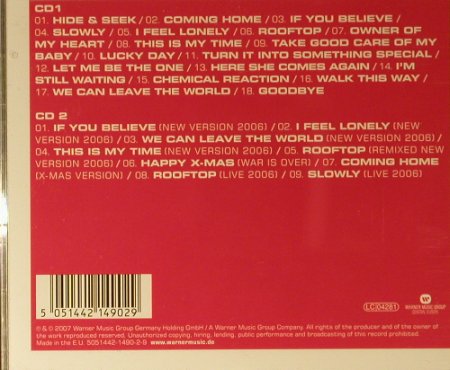 CD1
01. HIDE & SEEK / 02. COMING HOME / 03. IF YOU BELIEVE /
04. SLOWLY / 05. I FEEL LONELY / 06. ROOFTOP / 07. OWNER OF
MY HEART / 08. THIS IS MY TIME / 09. TAKE GOOD CARE OF MY
BABY / 10. LUCKY DAY / 11. TURN IT INTO SOMETHING SPECIAL /
12. LET ME BE THE ONE / 13. HERE SHE COMES AGAIN / 14. I'M
STILL WAITING / 15. CHEMICAL REACTION / 16. WALK THIS WAY /
17. WE CAN LEAVE THE WORLD / 18. GOODBYE
CD 2
01. IF YOU BELIEVE (NEW VERSION 2006) / 02. I FEEL LONELY (NEW
VERSION 2006) / 03. WE CAN LEAVE THE WORLD (NEW VERSION 2006) /
04. THIS IS MY TIME (NEW VERSION 2006) / 05. ROOFTOP (REMIXED NEW
VERSION 2006) / 06. HAPPY X-MAS (WAR IS OVER) / 07. COMING HOME
(X-MAS VERSION) / 08. ROOFTOP (LIVE 2006) / 09. SLOWLY (LIVE 2006)
5 051442 149029
LC 04281
WARNER MUSIC GROUP
CENTRAL EUROPE
℗ & © 2007 Warner Music Group Germany Holding GmbH / A Warner Music Group Company. All rights of the producer and of the owner of
the work reproduced reserved. Unauthorized copying, hiring, lending, public performance and broadcasting of this record prohibited.
Made in the E.U. 5051442-1490-2-9 www.warnermusic.de